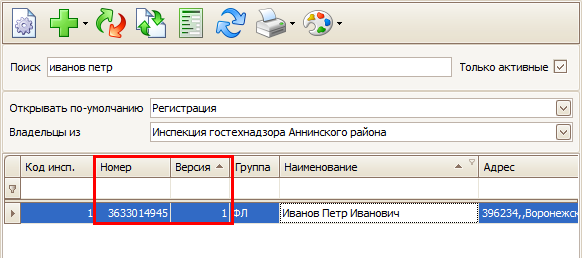 Поиск иванов петр Только активные
Открывать по-умолчанию Регистрация
Владельцы из Инспекция гостехнадзора Аннинского района
Код инсп. Номер Версия Группа Наименование Адрес
1 3633014945 1 ФЛ Иванов Петр Иванович 396234,,Воронежск